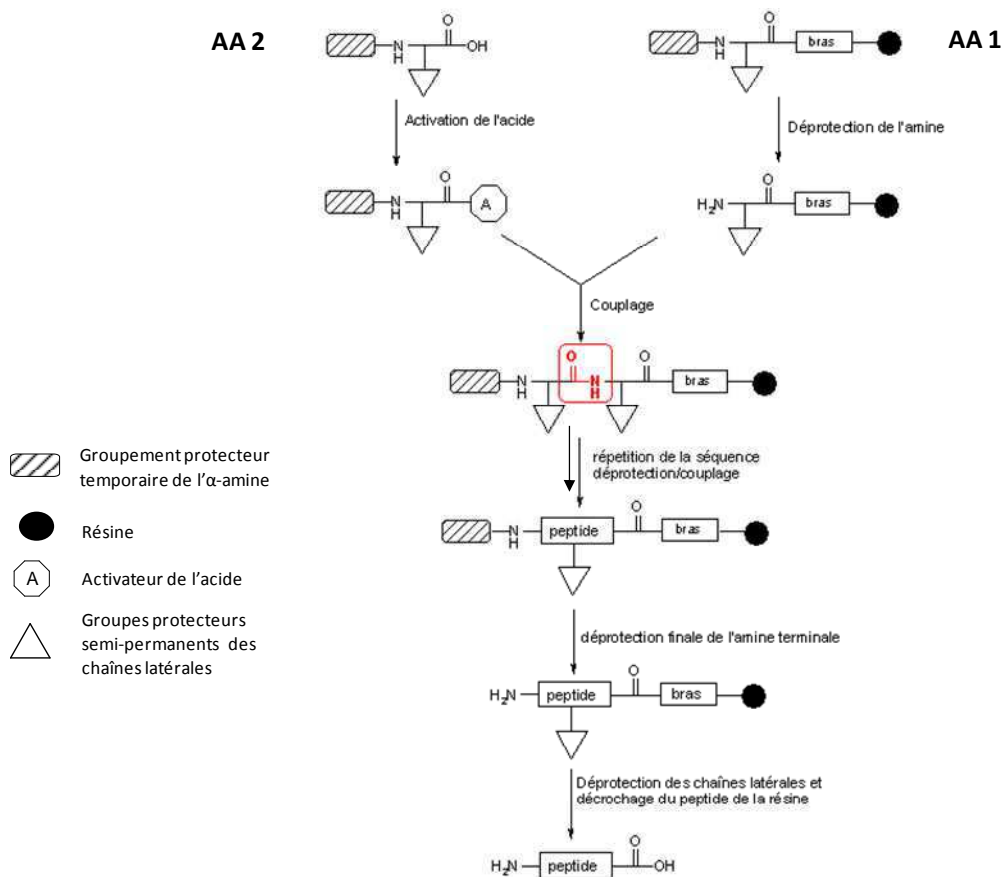 AA 2
AA 1
O
N
H
OH
O
N
H
bras
Activation de l'acide
Déprotection de l'amine
O
N
H
A
O
H2N
bras
Couplage
O
O
N
H
N
H
bras
répetition de la séquence
déprotection/couplage
Groupement protecteur
temporaire de l'α-amine
Résine
A
Activateur de l'acide
Groupes protecteurs
semi-permanents des
chaînes latérales
O
N
H
peptide
bras
déprotection finale de l'amine terminale
O
H2N
peptide
bras
Déprotection des chaînes latérales et
décrochage du peptide de la résine
O
H2N
peptide
OH